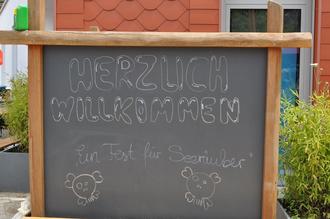 HERZLICH
WILLKOMMEN
Ein Fest für Seeräuber